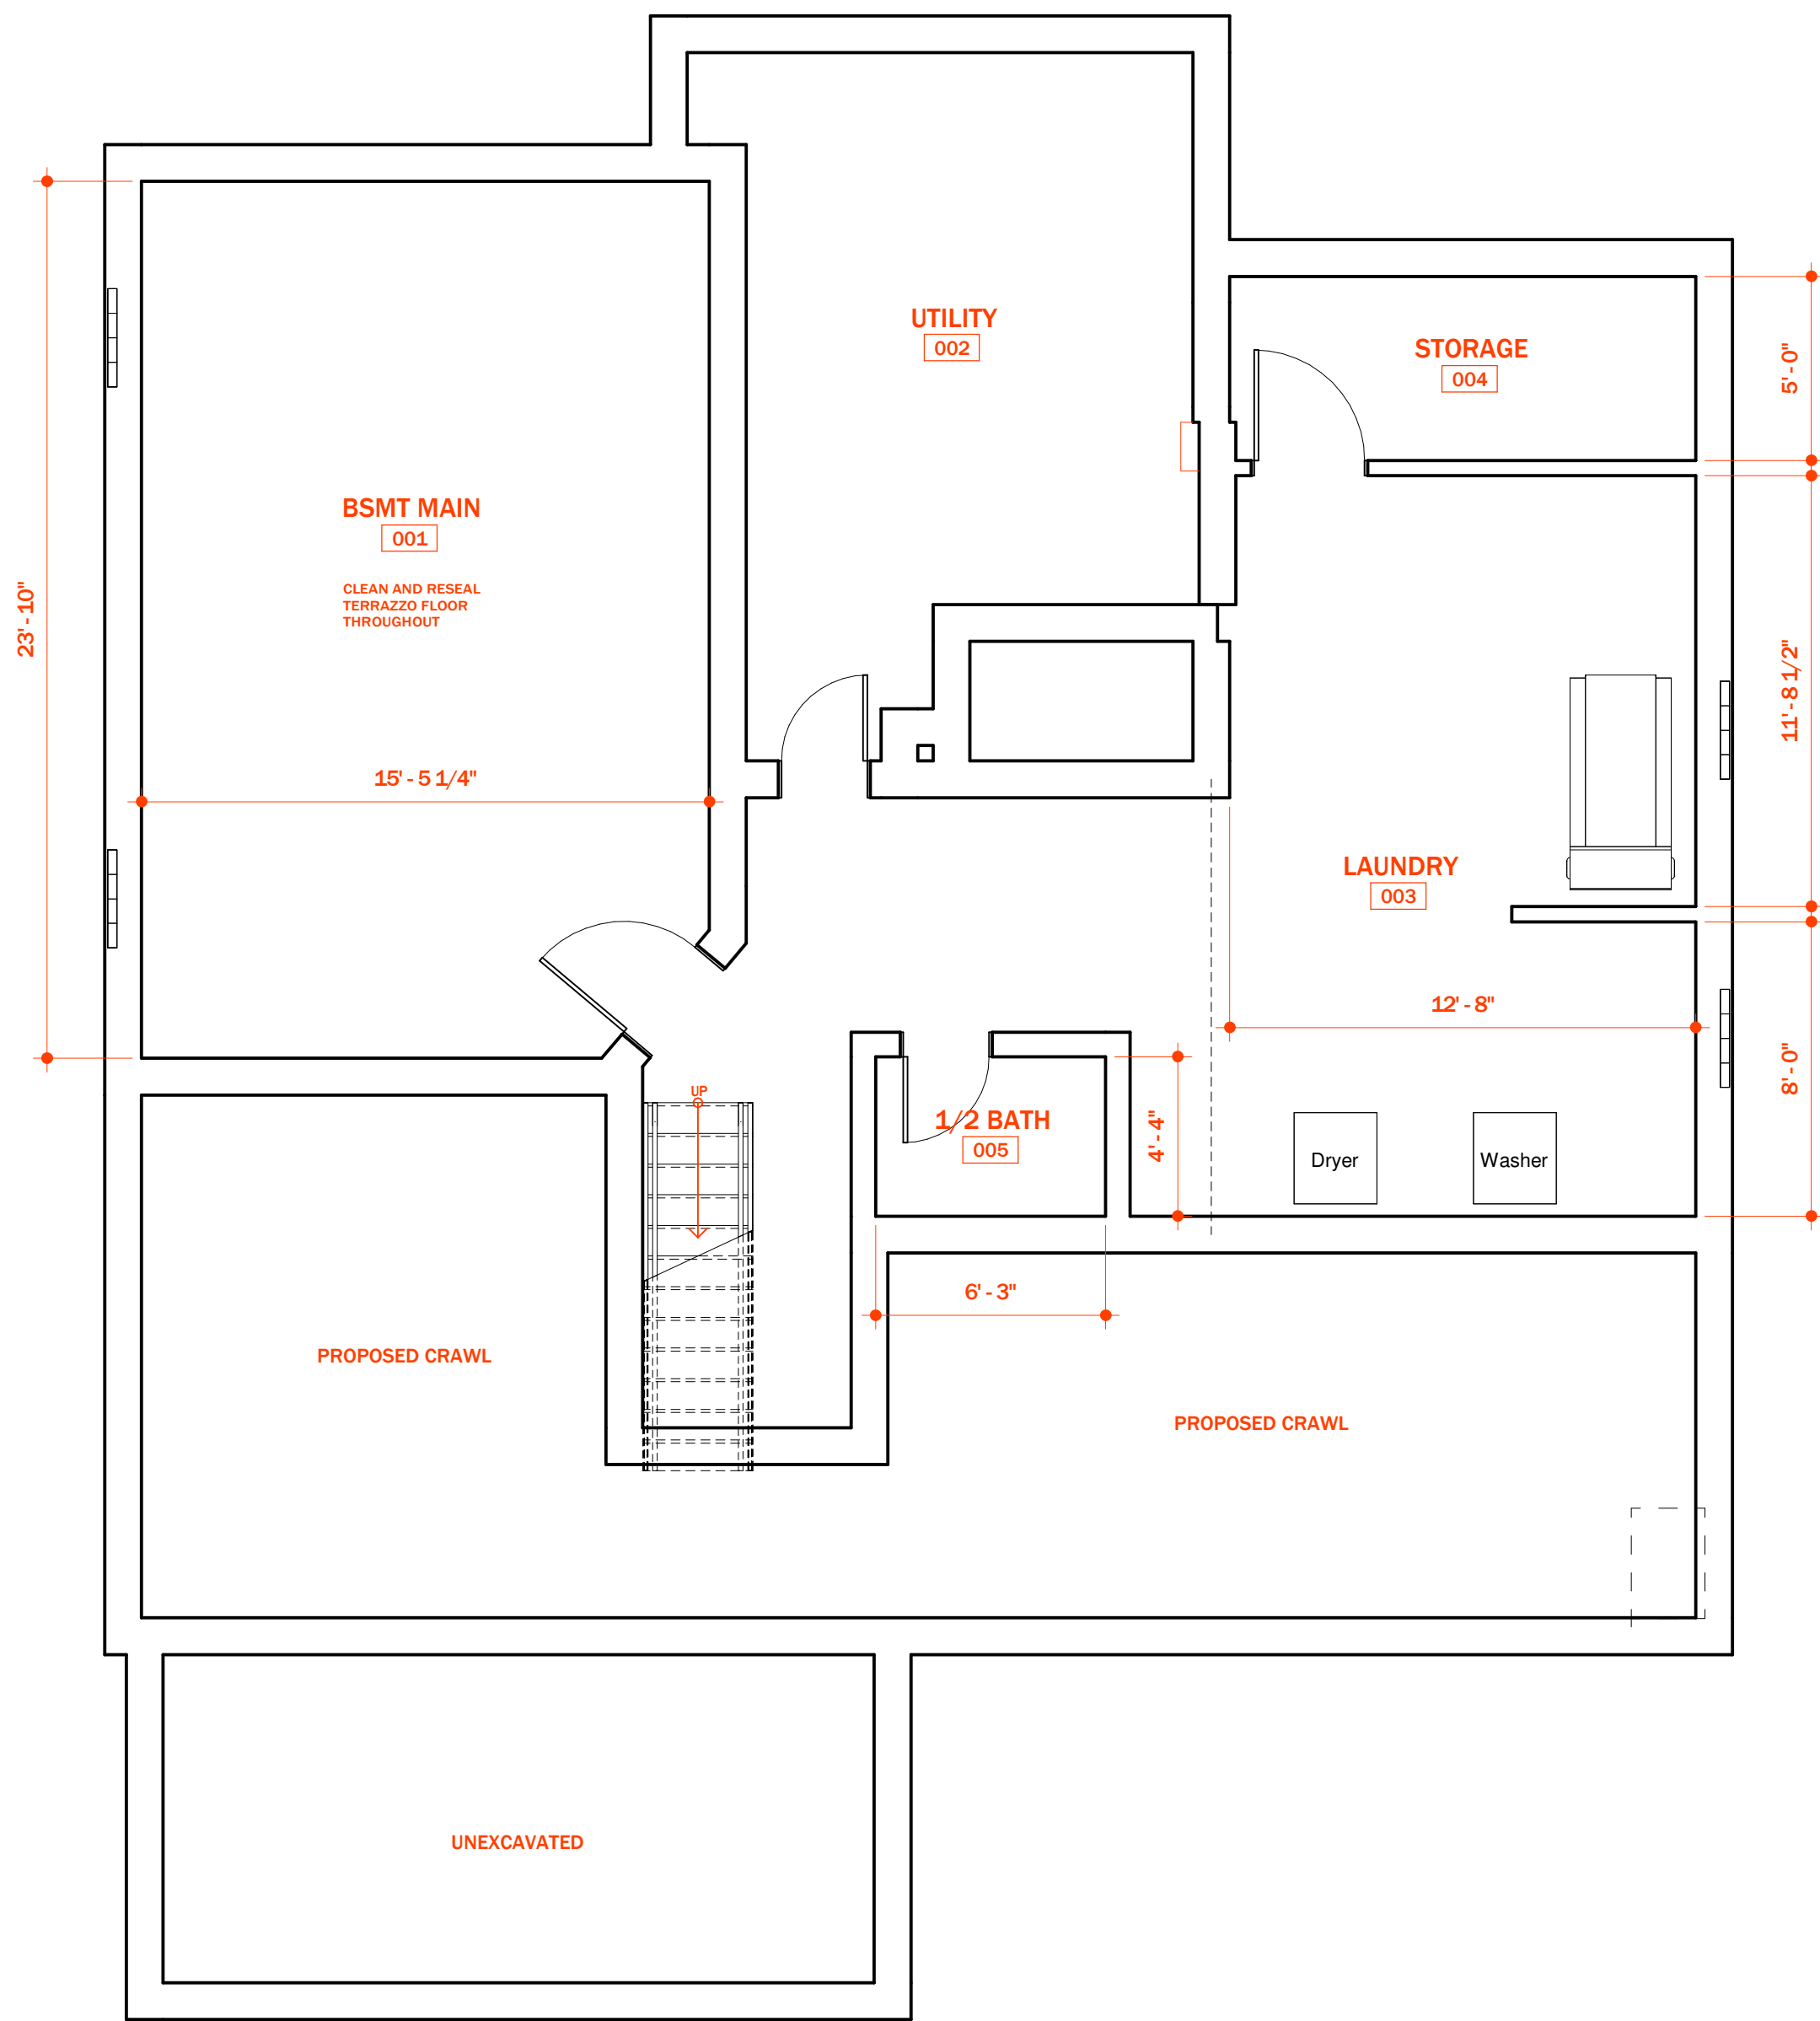 UTILITY
002
STORAGE
004
5'-0"
BSMT MAIN
001
CLEAN AND RESEAL
TERRAZZO FLOOR
THROUGHOUT
23'-10"
11'-8 1/2"
15'-5 1/4"
LAUNDRY
003
12'-8"
8'-0"
UP
1/2 BATH
005
4'-4"
Dryer
Washer
6'-3"
PROPOSED CRAWL
PROPOSED CRAWL
UNEXCAVATED